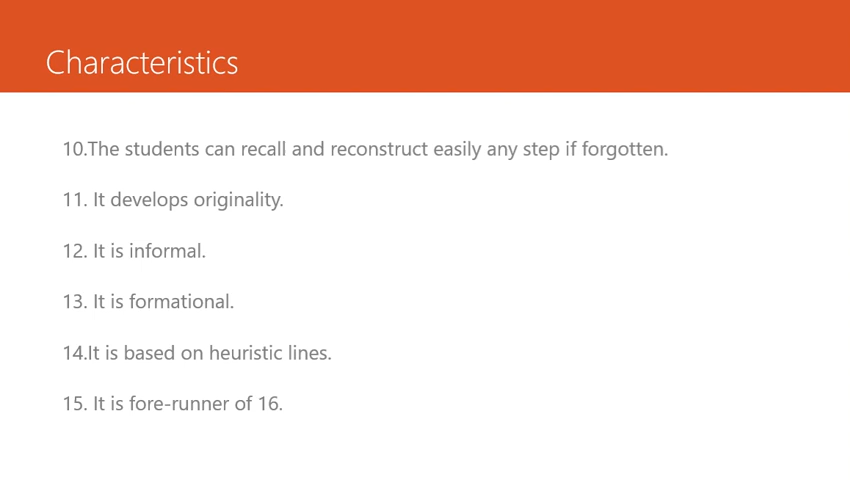 Characteristics
10.The students can recall and reconstruct easily any step if forgotten.
11. It develops originality.
12. It is informal.
13. It is formational.
14.It is based on heuristic lines.
15. It is fore-runner of 16.